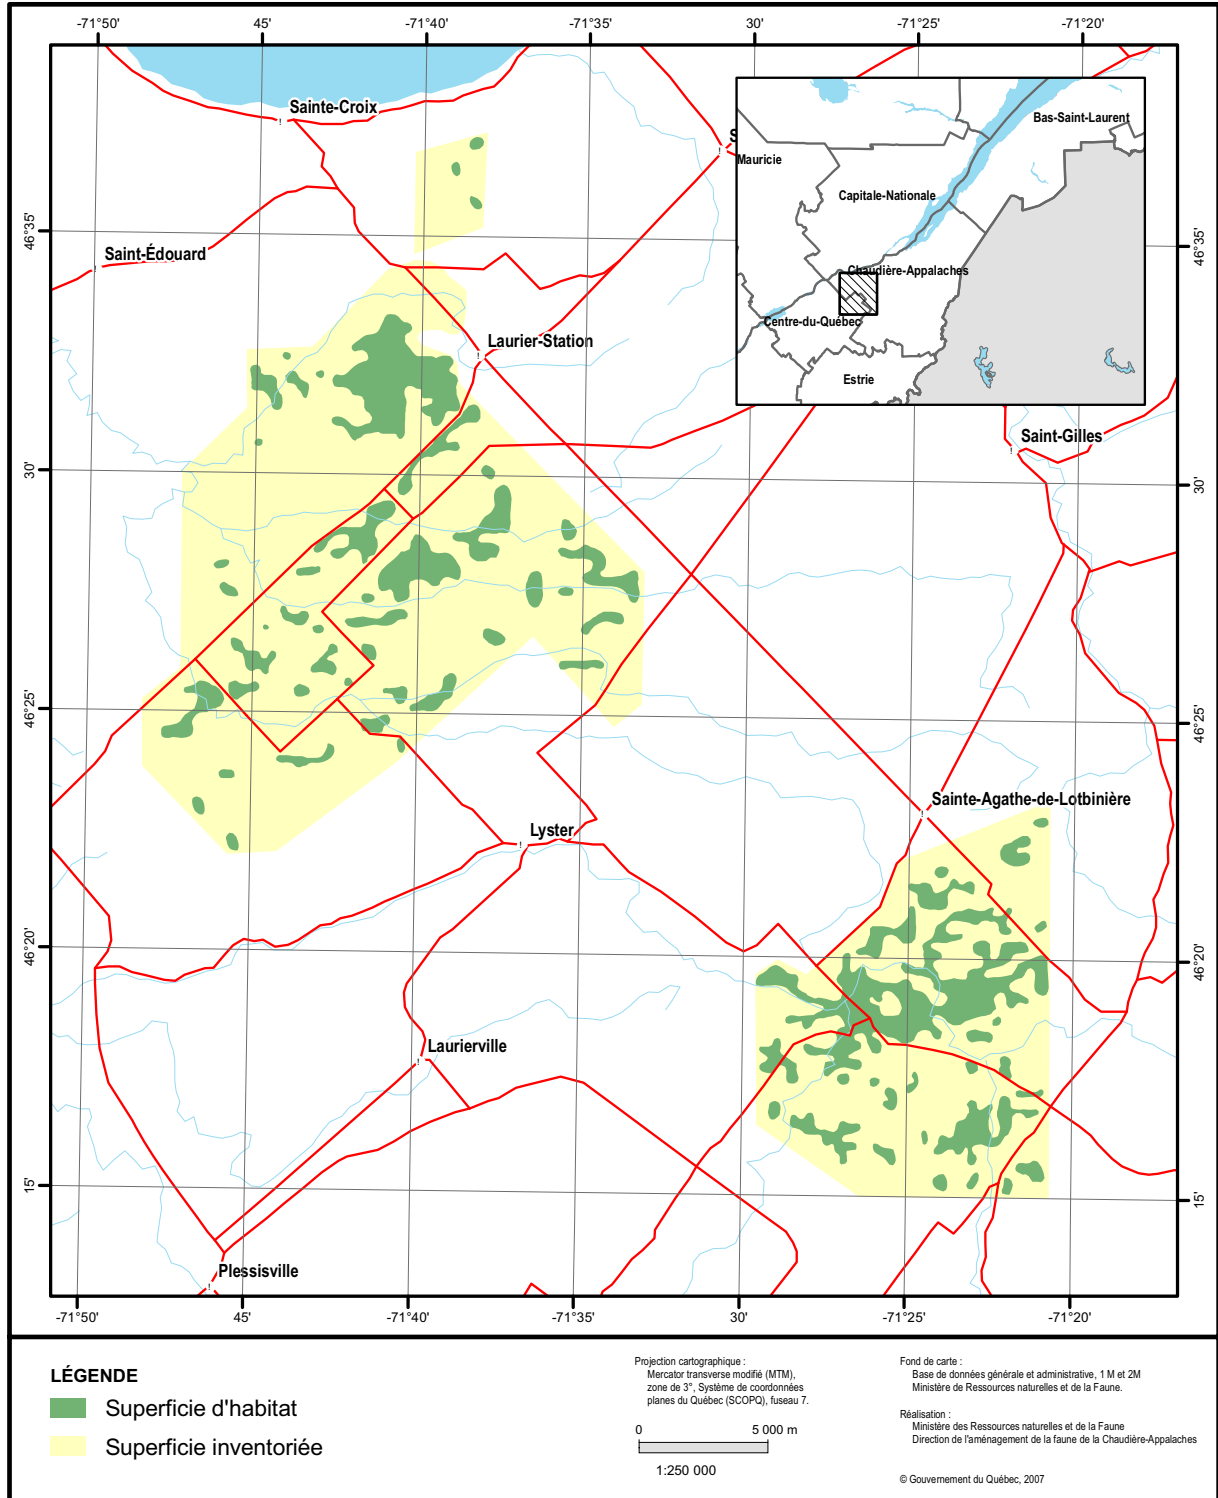 -71°50'
45'
-71°40'
-71°35'
30'
-71°25'
-71°20'
Sainte-Croix
S
Bas-Saint-Laurent
Mauricie
Capitale-Nationale
46°35'
46°35'
Saint-Édouard
Chaudière-Appalaches
Centre-du-Québec
Laurier-Station
Estrie
Saint-Gilles
30'
30'
46°25'
46°25'
Sainte-Agathe-de-Lotbinière
Lyster
46°20'
46°20'
Laurierville
15'
15'
Plessisville
-71°50'
45'
-71°40'
-71°35'
30'
-71°25'
-71°20'
LÉGENDE
Superficie d'habitat
Superficie inventoriée
Projection cartographique :
Mercator transverse modifié (MTM),
zone de 3°, Système de coordonnées
planes du Québec (SCOPQ), fuseau 7.
0 5 000 m
1:250 000
Fond de carte :
Base de données générale et administrative, 1 M et 2M
Ministère de Ressources naturelles et de la Faune.
Réalisation :
Ministère des Ressources naturelles et de la Faune
Direction de l'aménagement de la faune de la Chaudière-Appalaches
© Gouvernement du Québec, 2007